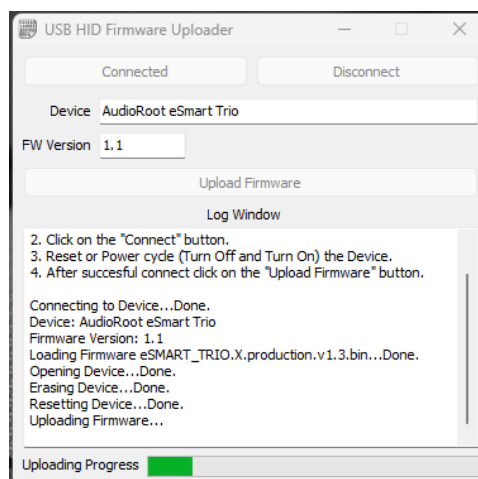 USB HID Firmware Uploader
Connected Disconnect
Device AudioRoot eSmart Trio
FW Version 1.1
Upload Firmware
Log Window
2. Click on the "Connect" button.
3. Reset or Power cycle (Turn Off and Turn On) the Device.
4. After succesful connect click on the "Upload Firmware" button.
Connecting to Device...Done.
Device: AudioRoot eSmart Trio
Firmware Version: 1.1
Loading Firmware eSMART_TRIO.X.production.v1.3.bin...Done.
Opening Device...Done.
Erasing Device...Done.
Resetting Device...Done.
Uploading Firmware...
Uploading Progress